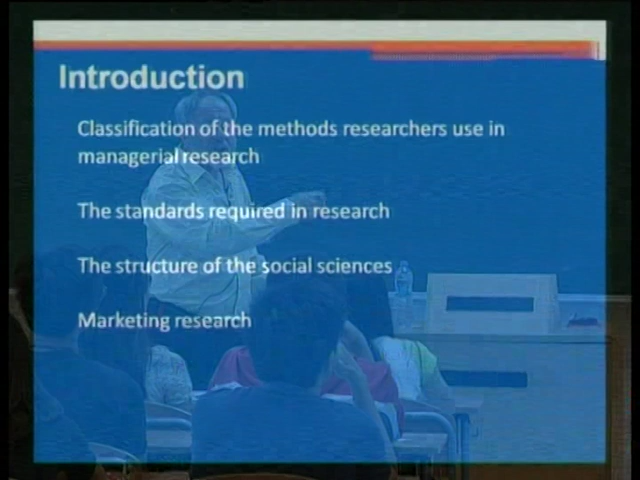 Introduction
Classification of the methods researchers use in
managerial research
The standards required in research
The structure of the social sciences
Marketing research